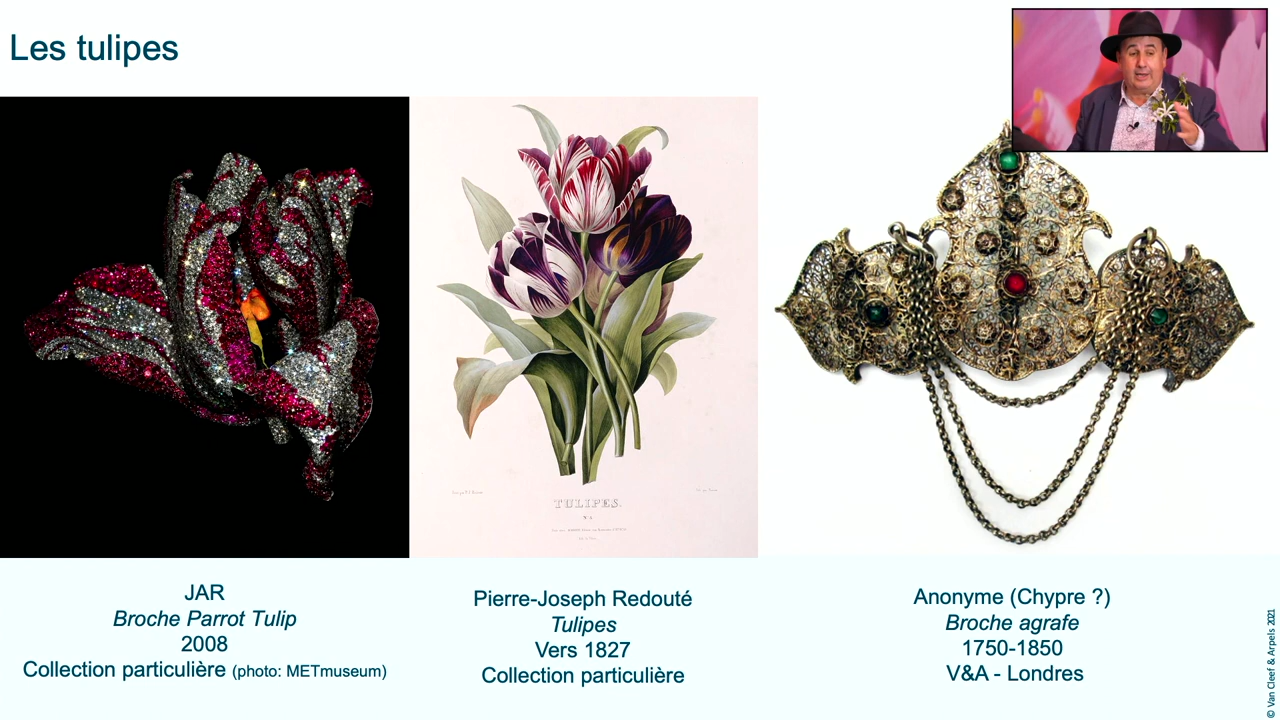 Les tulipes
TULIPES.
JAR
Broche Parrot Tulip
2008
Collection particulière (photo: METmuseum)
Pierre-Joseph Redouté
Tulipes
Vers 1827
Collection particulière
Anonyme (Chypre ?)
Broche agrafe
1750-1850
V&A - Londres
© Van Cleef & Arpels 2021